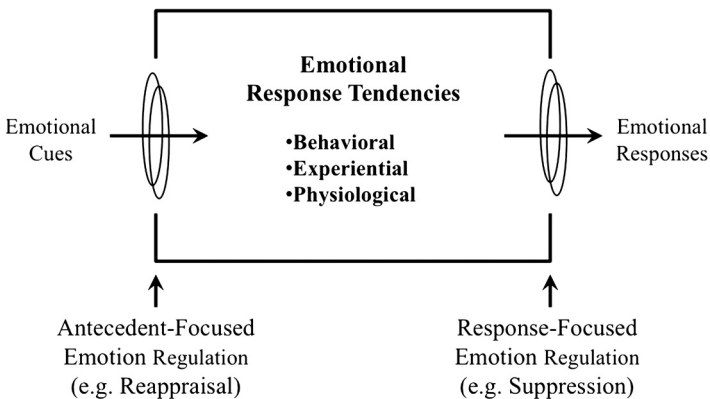 Emotional
Response Tendencies
•Behavioral
•Experiential
•Physiological
Emotional
Cues
Emotional
Responses
Antecedent-Focused
Emotion Regulation
(e.g. Reappraisal)
Response-Focused
Emotion Regulation
(e.g. Suppression)